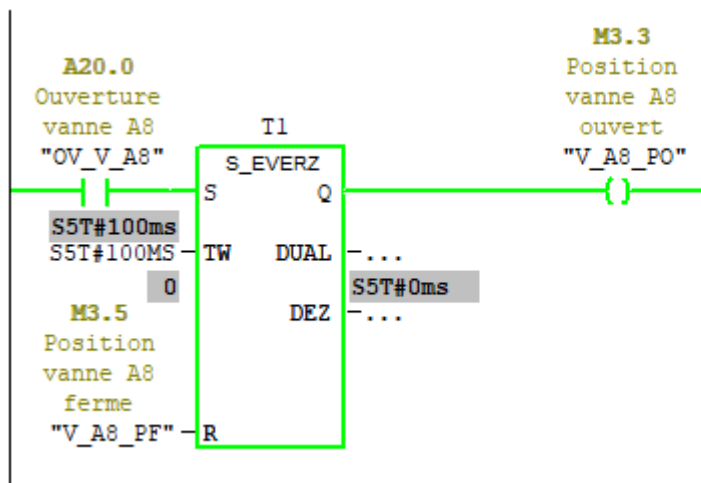 A20.0
Ouverture
vanne A8
"OV_V_A8"
T1
S_EVERZ
M3.3
Position
vanne A8
ouvert
"V_A8_PO"
S Q
S5T#100ms
S5T#100MS TW DUAL ...
0 S5T#0ms
M3.5 DEZ ...
Position
vanne A8
ferme
"V_A8_PF" R